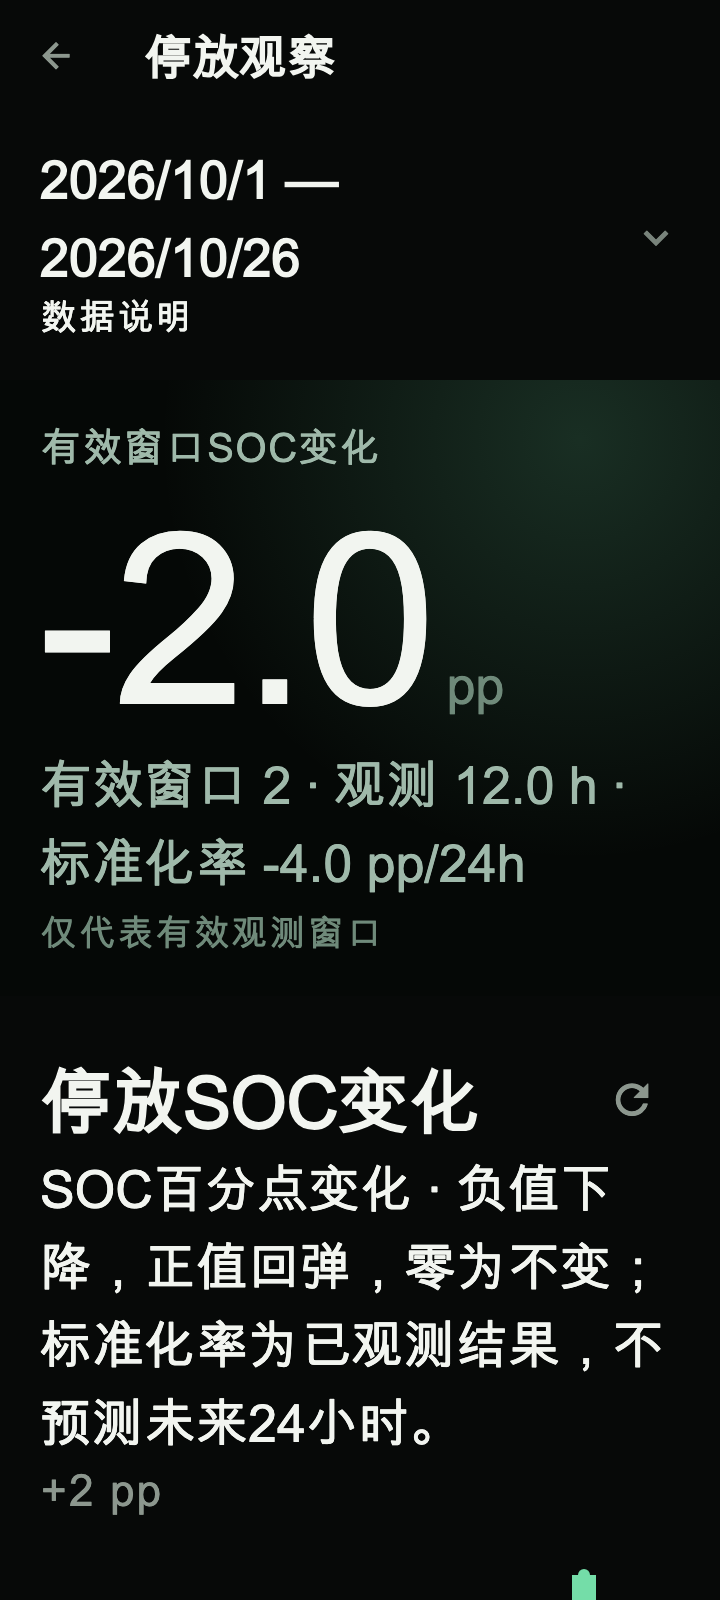 停放观察
2026/10/1 —
2026/10/26
数据说明
有效窗口SOC变化
-2.0 pp
有效窗口 2 · 观测 12.0 h ·
标准化率 -4.0 pp/24h
仅代表有效观测窗口
停放SOC变化
SOC百分点变化 · 负值下
降，正值回弹，零为不变；
标准化率为已观测结果，不
预测未来24小时。
+2 pp